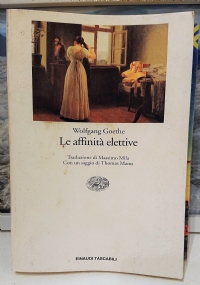 Wolfgang Goethe
Le affinità elettive
Traduzione di Massimo Mila
Con un saggio di Thomas Mann
EINAUDI TASCABILI